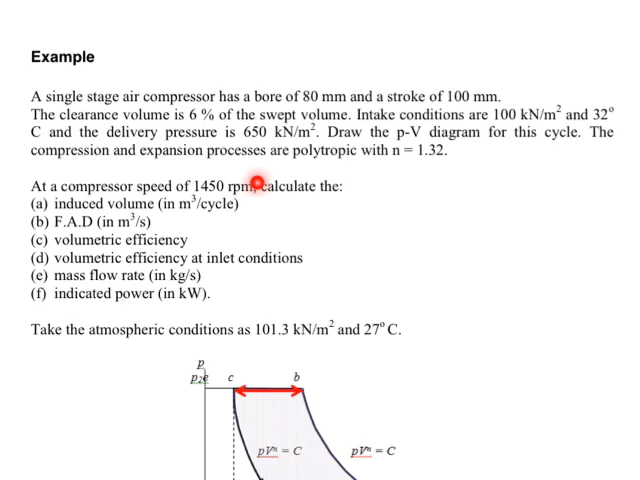 Example
A single stage air compressor has a bore of 80 mm and a stroke of 100 mm.
The clearance volume is 6 % of the swept volume. Intake conditions are 100 kN/m² and 32°
C and the delivery pressure is 650 kN/m². Draw the p-V diagram for this cycle. The
compression and expansion processes are polytropic with n = 1.32.
At a compressor speed of 1450 rpm, calculate the:
(a) induced volume (in m³/cycle)
(b) F.A.D (in m³/s)
(c) volumetric efficiency
(d) volumetric efficiency at inlet conditions
(e) mass flow rate (in kg/s)
(f) indicated power (in kW).
Take the atmospheric conditions as 101.3 kN/m² and 27°C.
p
p₂e c b
pVⁿ = C pVⁿ = C